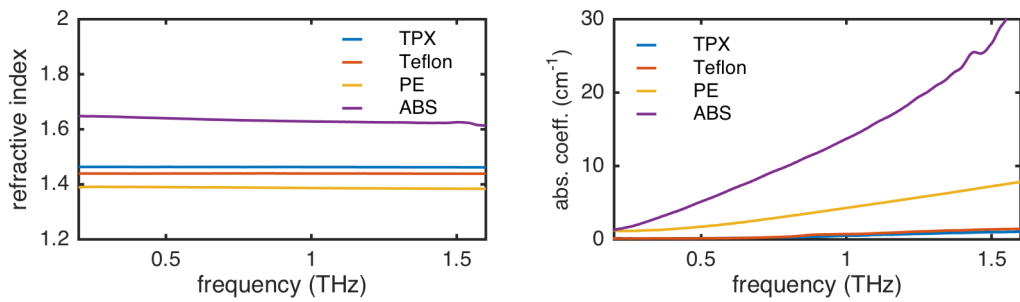 refractive index
2
1.8
1.6
1.4
1.2
TPX
Teflon
PE
ABS
0.5
1
1.5
frequency (THz)
abs. coeff. (cm⁻¹)
30
20
10
0
TPX
Teflon
PE
ABS
0.5
1
1.5
frequency (THz)